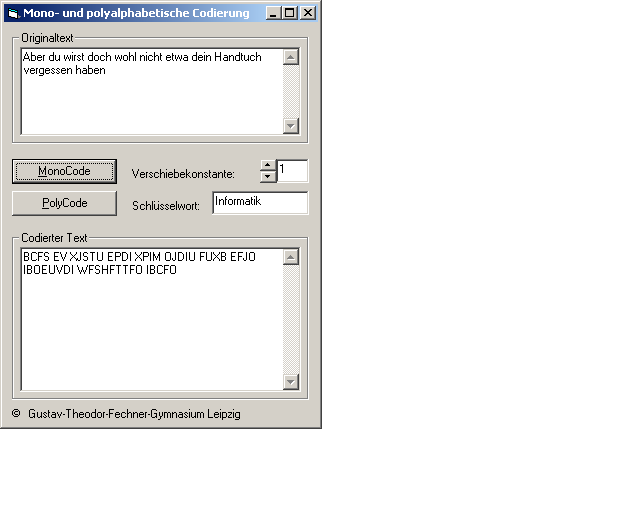 Mono- und polyalphabetische Codierung
Originaltext
Aber du wirst doch wohl nicht etwa dein Handtuch
vergessen haben
MonoCode
Verschiebekonstante:
1
PolyCode
Schlüsselwort:
Informatik
Codierter Text
BCFS EV XJSTU EPDI XPIM OJDIU FUXB EFJO
IBOEUVDI WFSHFTTFO IBCFO
© Gustav-Theodor-Fechner-Gymnasium Leipzig